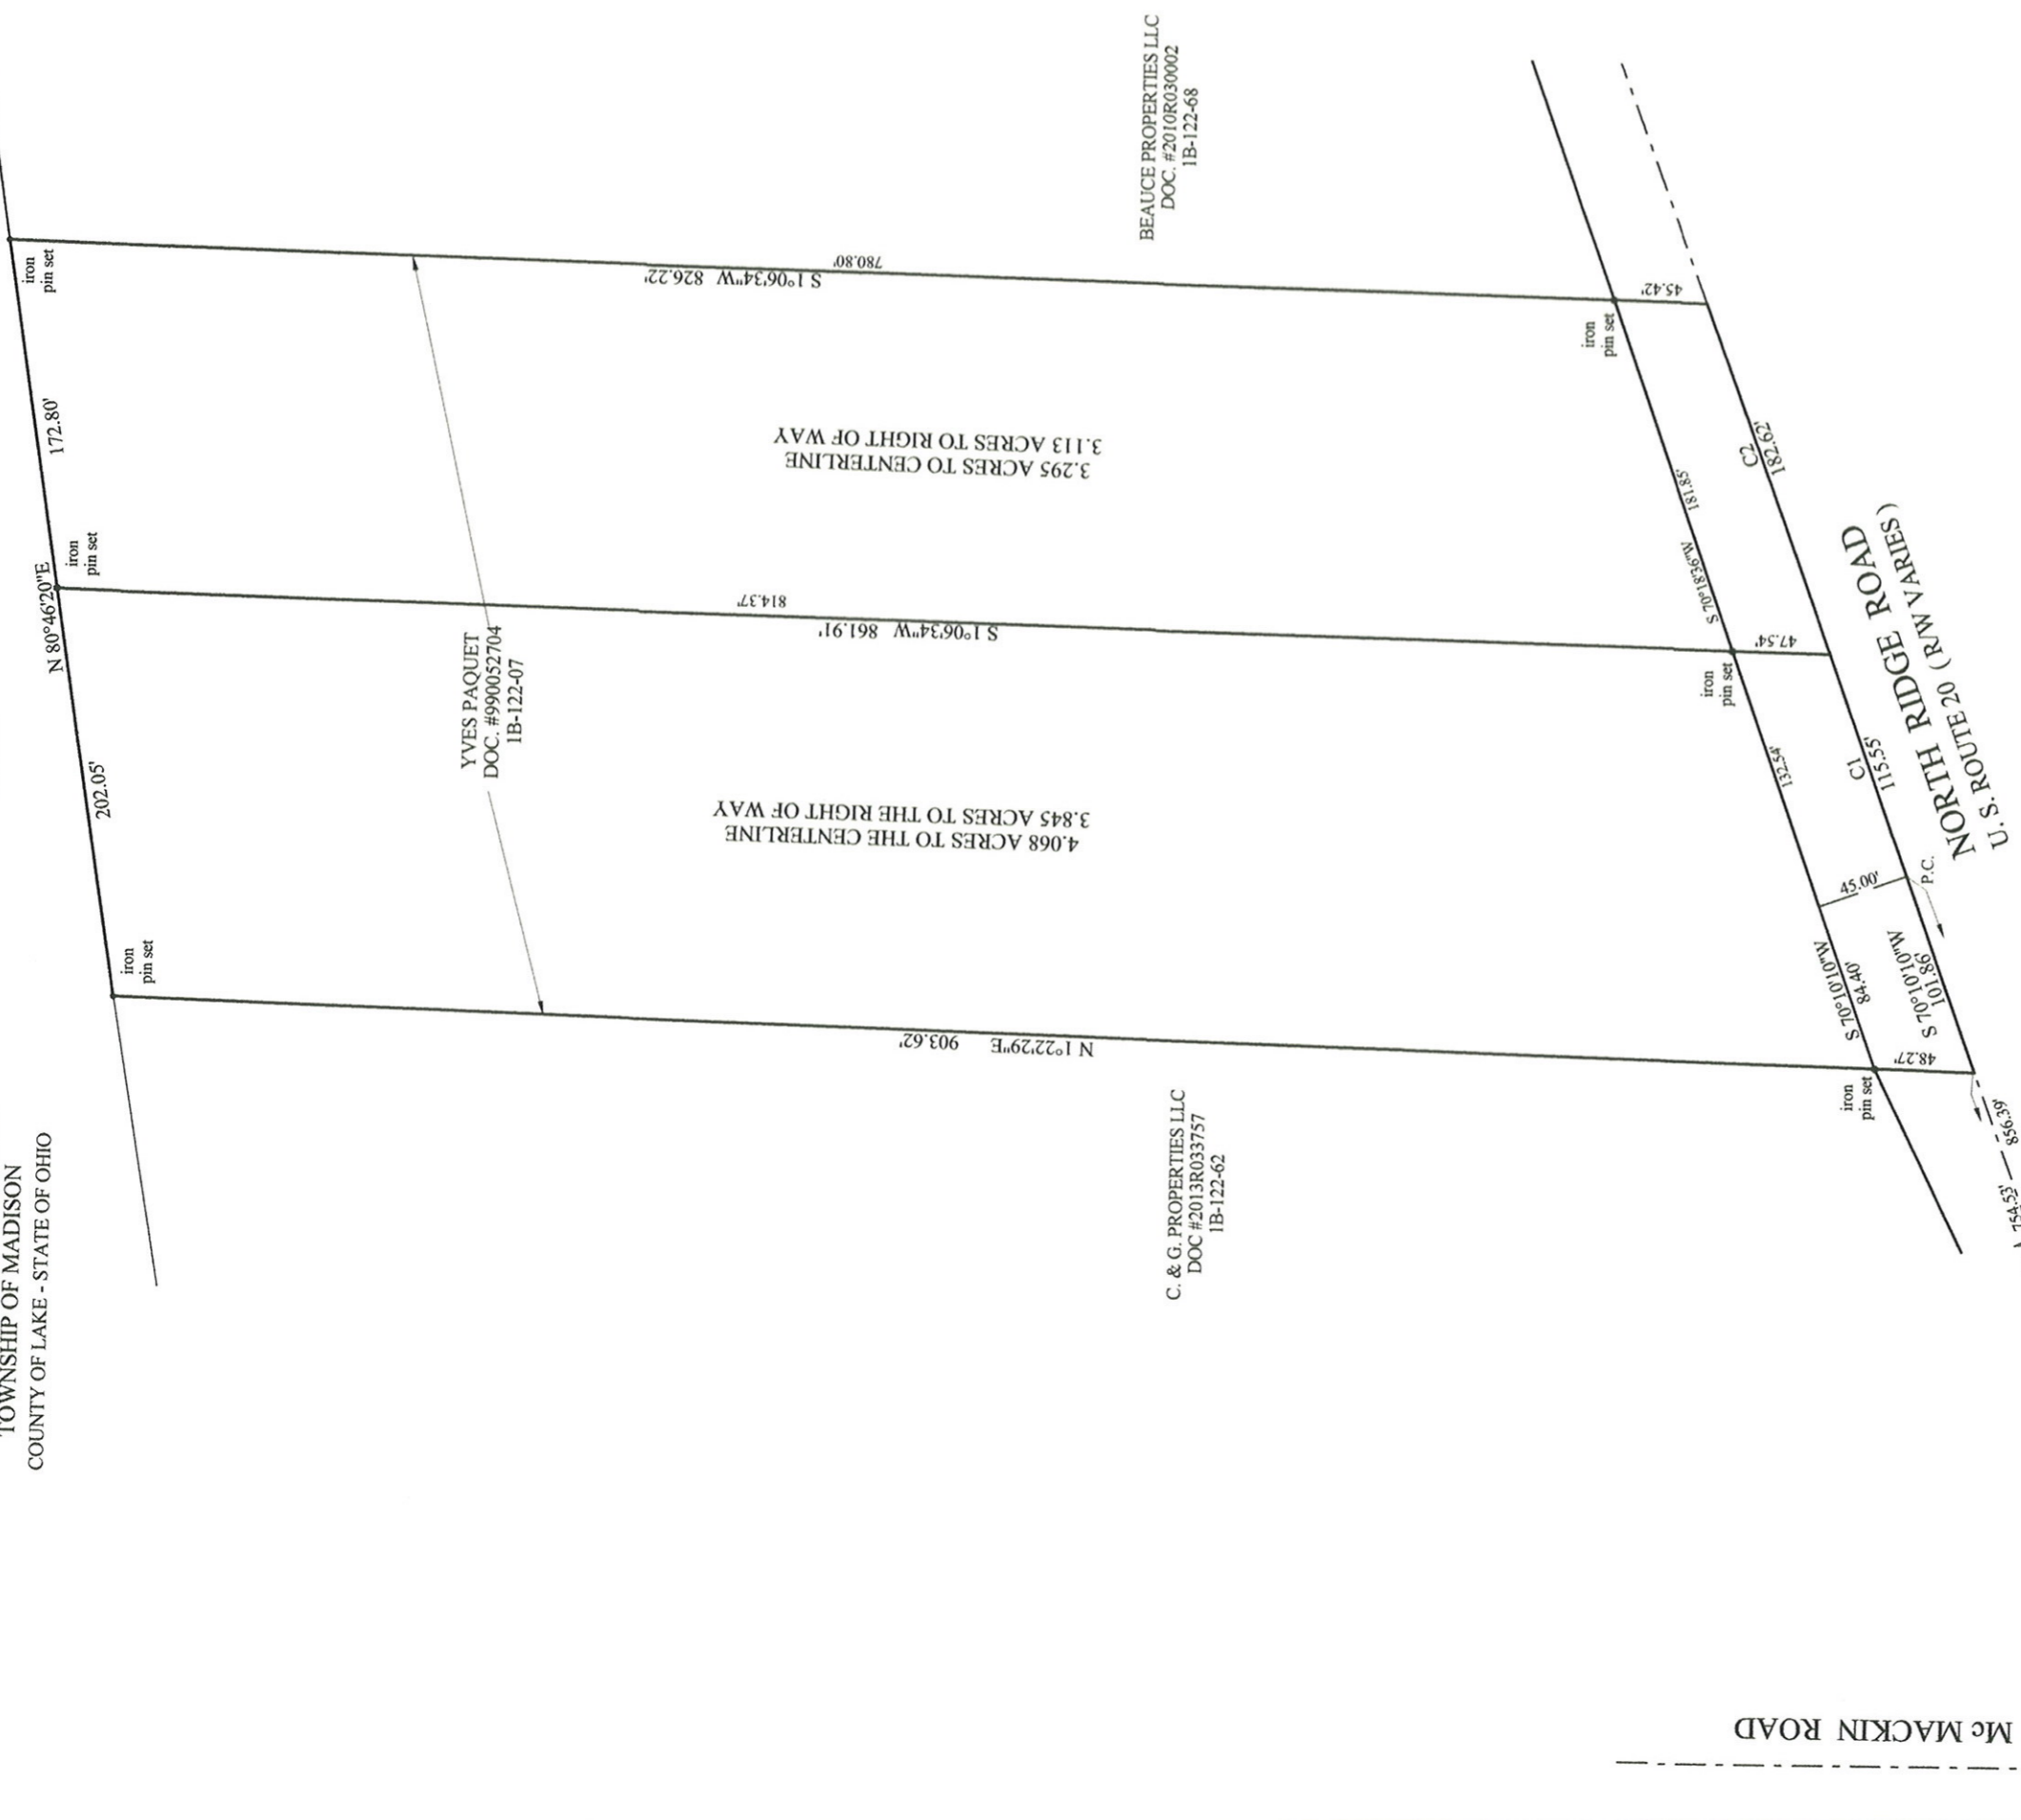 TOWNSHIP OF MADISON
COUNTY OF LAKE - STATE OF OHIO
N 80°46'20"E
202.05'
172.80'
iron
pin set
iron
pin set
iron
pin set
YVES PAQUET
DOC. #990052704
1B-122-07
BEAUCE PROPERTIES LLC
DOC. #2010R030002
1B-122-68
C. & G. PROPERTIES LLC
DOC #2013R033757
1B-122-62
S 1°06'34"W 826.22'
780.80'
45.42'
3.295 ACRES TO CENTERLINE
3.113 ACRES TO RIGHT OF WAY
S 1°06'34"W 861.91'
814.37'
47.54'
4.068 ACRES TO THE CENTERLINE
3.845 ACRES TO THE RIGHT OF WAY
N 1°22'29"E 903.62'
48.27'
iron
pin set
iron
pin set
iron
pin set
S 70°18'36"W
181.85'
132.54'
S 70°10'10"W
84.40'
45.00'
S 70°10'10"W
101.86'
P.C.
C1
115.55'
C2
182.62'
NORTH RIDGE ROAD
U. S. ROUTE 20 ( R/W VARIES )
754.53'
856.39'
Mc MACKIN ROAD